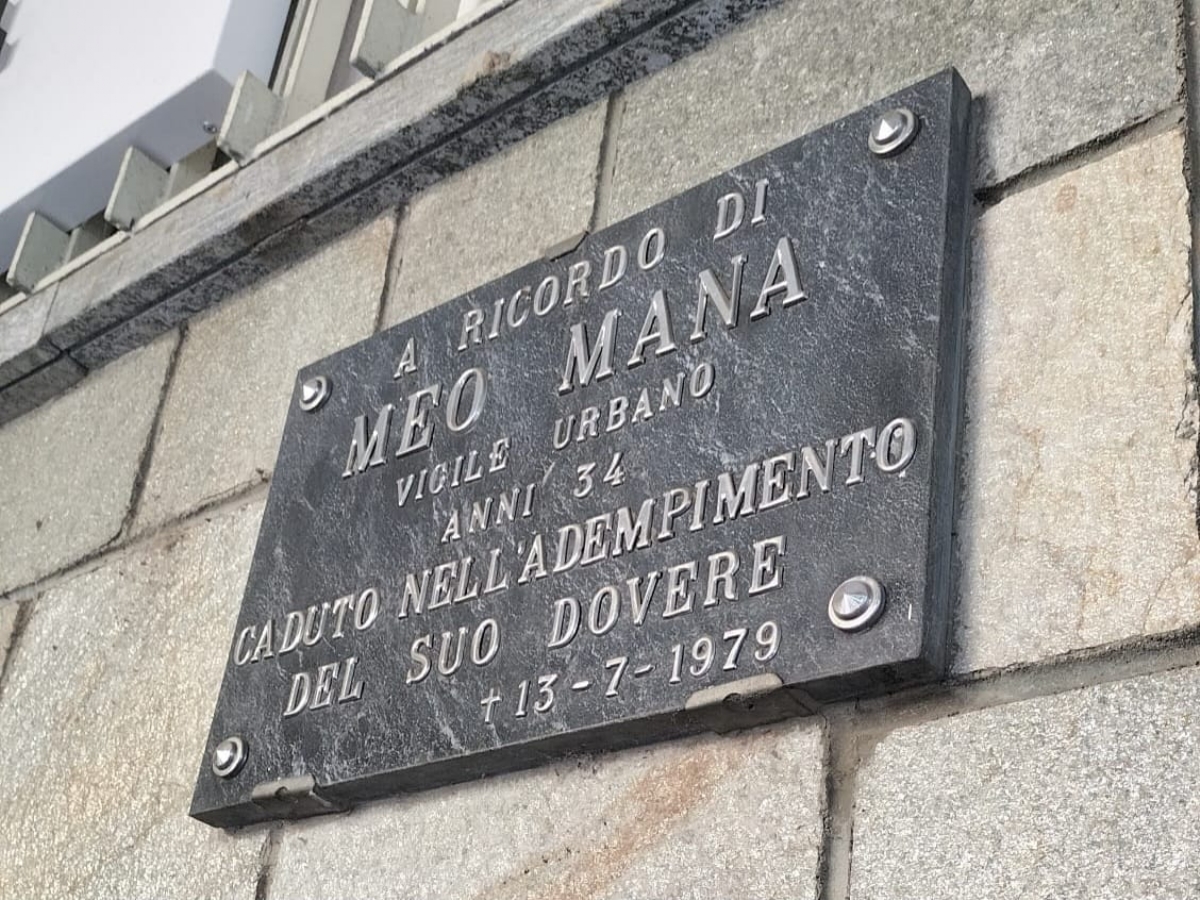 A RICORDO DI
MEO MANA
VIGILE URBANO
ANNI 34
CADUTO NELL'ADEMPIMENTO
DEL SUO DOVERE
† 13-7-1979